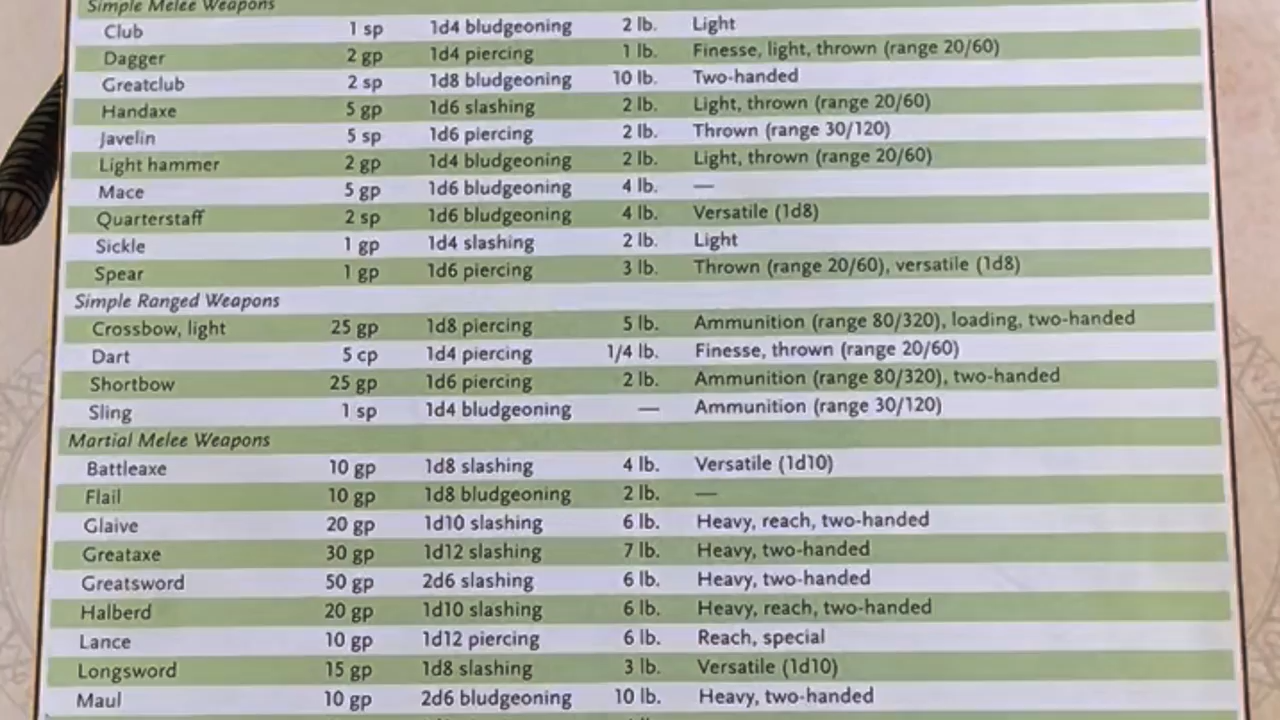 Simple Melee Weapons
Club 1 sp 1d4 bludgeoning 2 lb. Light
Dagger 2 gp 1d4 piercing 1 lb. Finesse, light, thrown (range 20/60)
Greatclub 2 sp 1d8 bludgeoning 10 lb. Two-handed
Handaxe 5 gp 1d6 slashing 2 lb. Light, thrown (range 20/60)
Javelin 5 sp 1d6 piercing 2 lb. Thrown (range 30/120)
Light hammer 2 gp 1d4 bludgeoning 2 lb. Light, thrown (range 20/60)
Mace 5 gp 1d6 bludgeoning 4 lb. —
Quarterstaff 2 sp 1d6 bludgeoning 4 lb. Versatile (1d8)
Sickle 1 gp 1d4 slashing 2 lb. Light
Spear 1 gp 1d6 piercing 3 lb. Thrown (range 20/60), versatile (1d8)
Simple Ranged Weapons
Crossbow, light 25 gp 1d8 piercing 5 lb. Ammunition (range 80/320), loading, two-handed
Dart 5 cp 1d4 piercing 1/4 lb. Finesse, thrown (range 20/60)
Shortbow 25 gp 1d6 piercing 2 lb. Ammunition (range 80/320), two-handed
Sling 1 sp 1d4 bludgeoning — Ammunition (range 30/120)
Martial Melee Weapons
Battleaxe 10 gp 1d8 slashing 4 lb. Versatile (1d10)
Flail 10 gp 1d8 bludgeoning 2 lb. —
Glaive 20 gp 1d10 slashing 6 lb. Heavy, reach, two-handed
Greataxe 30 gp 1d12 slashing 7 lb. Heavy, two-handed
Greatsword 50 gp 2d6 slashing 6 lb. Heavy, two-handed
Halberd 20 gp 1d10 slashing 6 lb. Heavy, reach, two-handed
Lance 10 gp 1d12 piercing 6 lb. Reach, special
Longsword 15 gp 1d8 slashing 3 lb. Versatile (1d10)
Maul 10 gp 2d6 bludgeoning 10 lb. Heavy, two-handed